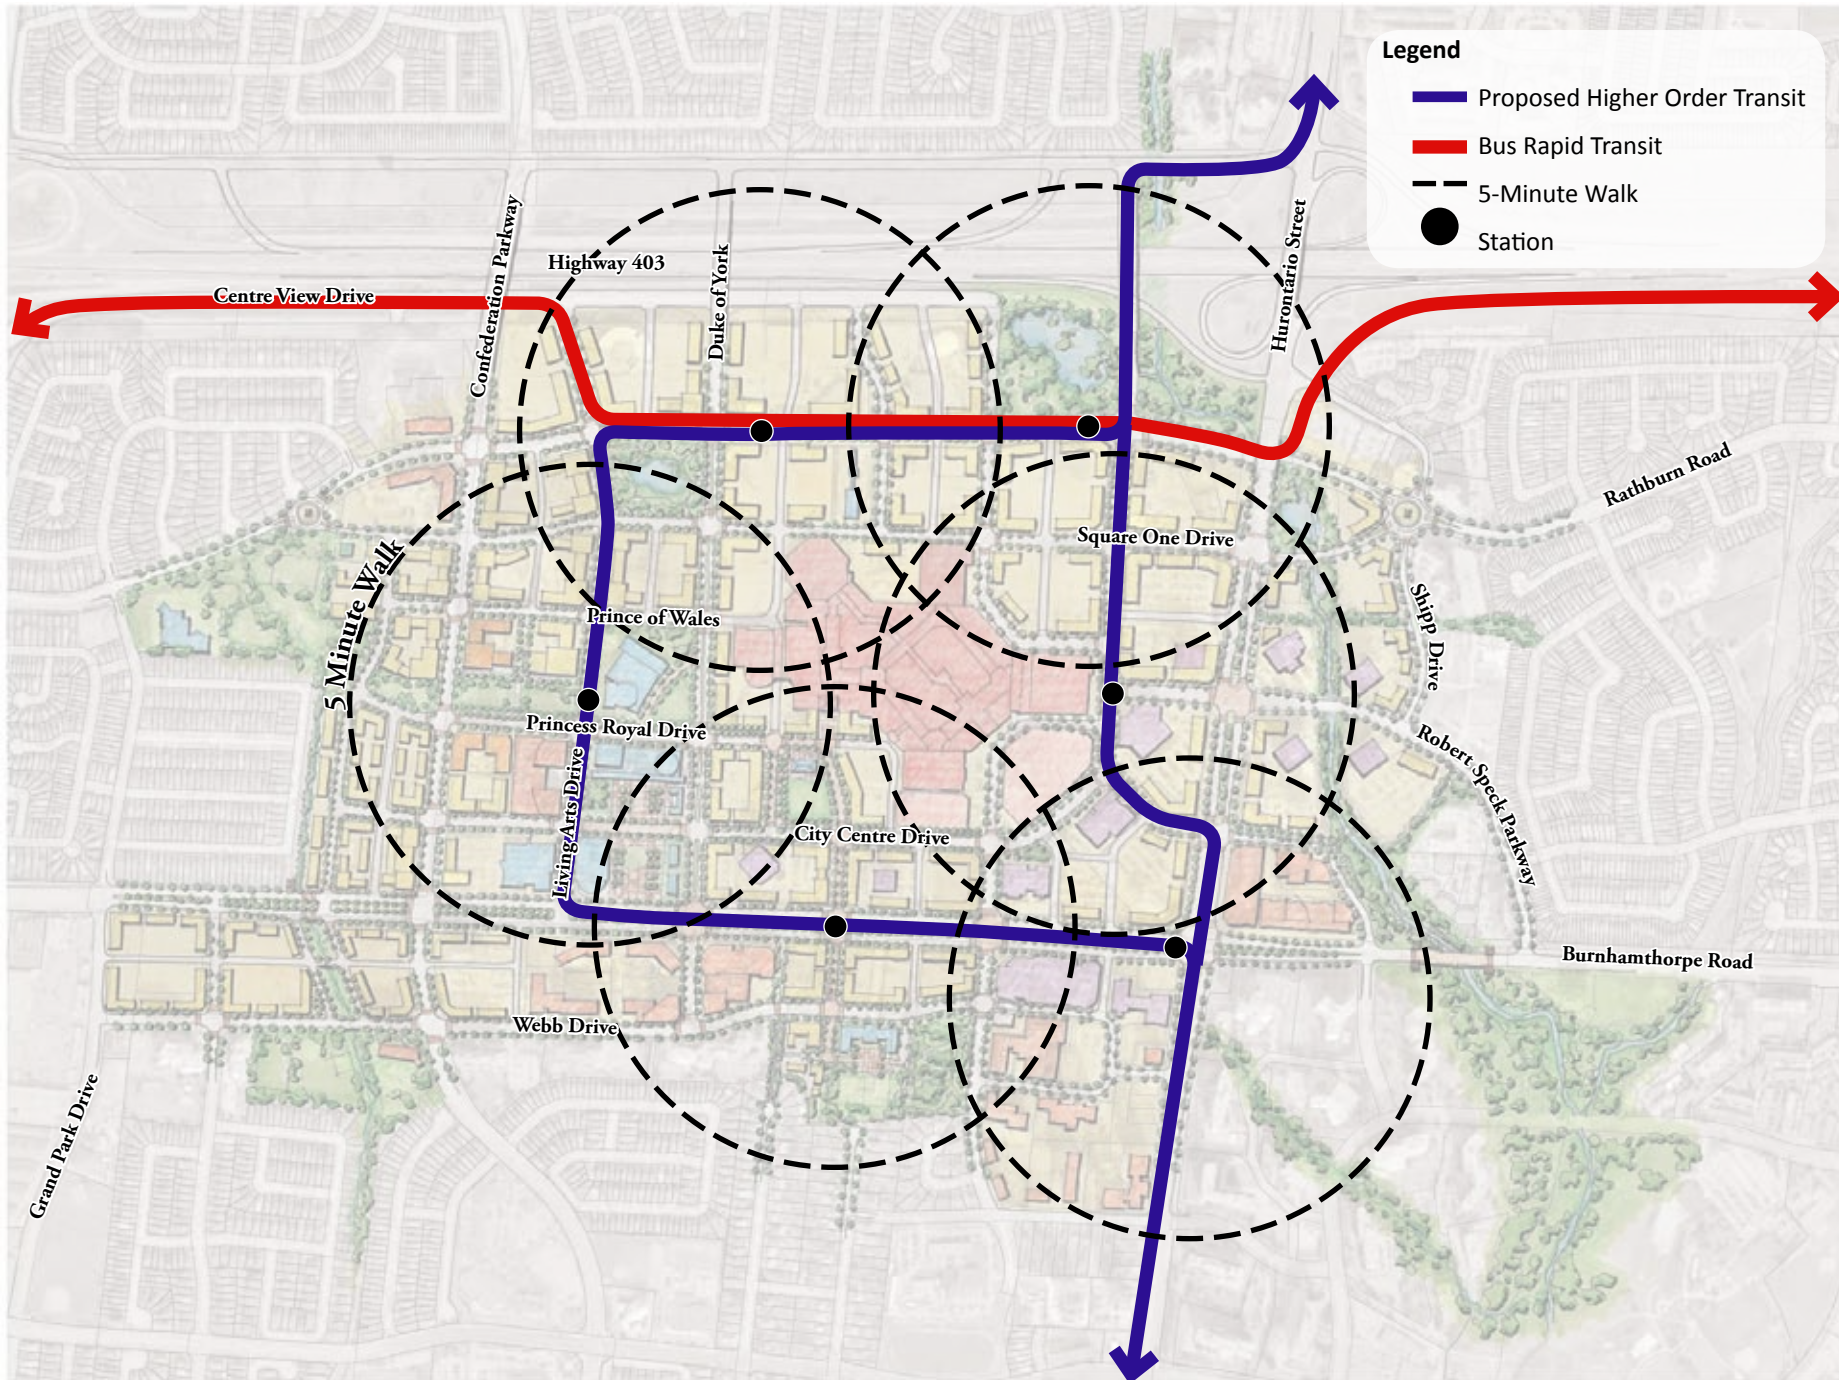 Legend
Proposed Higher Order Transit
Bus Rapid Transit
5-Minute Walk
Station
Confederation Parkway
Highway 403
Duke of York
Hurontario Street
Centre View Drive
Rathburn Road
Square One Drive
5 Minute Walk
Prince of Wales
Shipp Drive
Princess Royal Drive
Robert Speck Parkway
Living Arts Drive
City Centre Drive
Burnhamthorpe Road
Webb Drive
Grand Park Drive